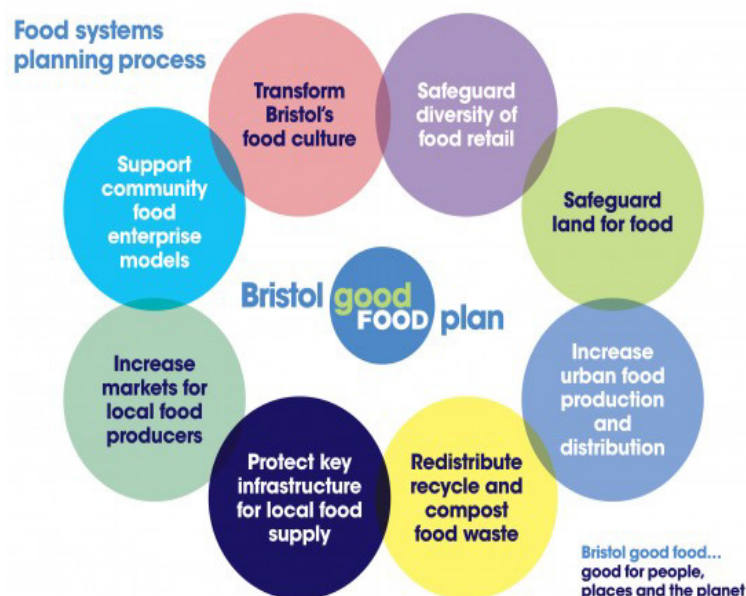 Food systems
planning process
Transform
Bristol's
food culture
Safeguard
diversity of
food retail
Safeguard
land for food
Increase
urban food
production
and
distribution
Redistribute
recycle and
compost
food waste
Protect key
infrastructure
for local food
supply
Increase
markets for
local food
producers
Support
community
food
enterprise
models
Bristol good
FOOD plan
Bristol good food...
good for people,
places and the planet